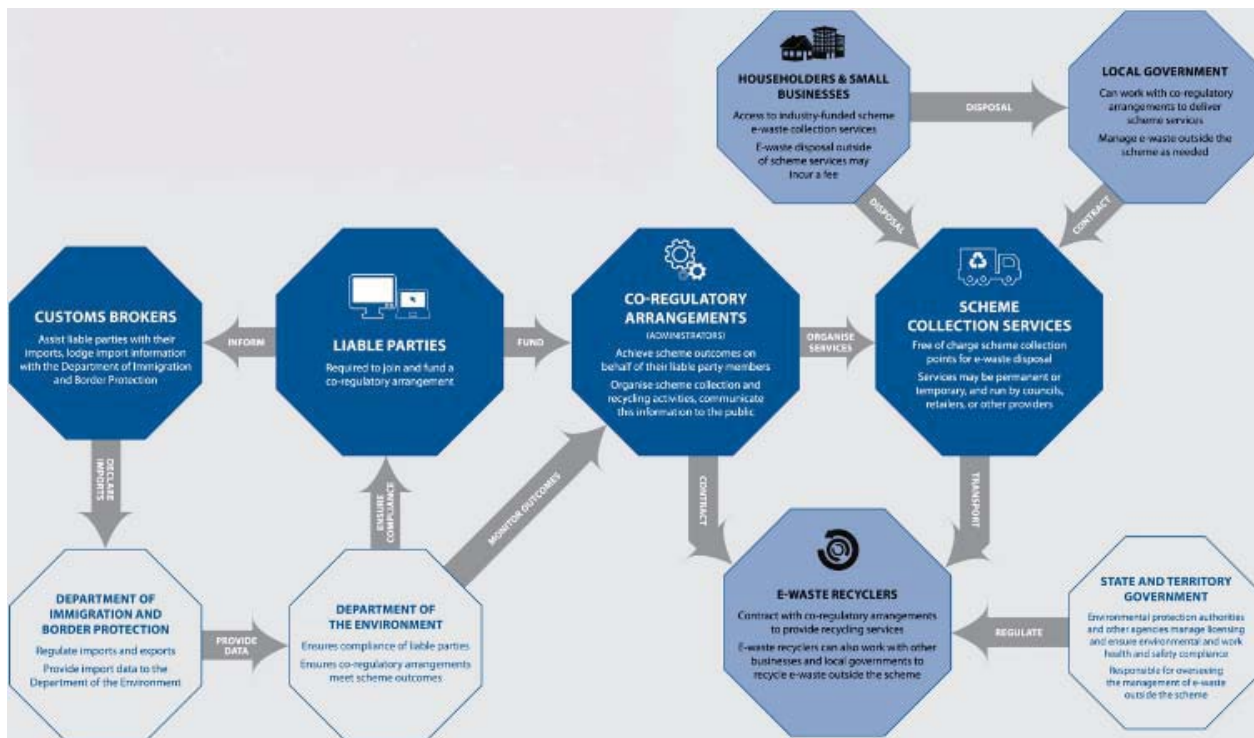 HOUSEHOLDERS & SMALL
BUSINESSES
Access to industry-funded scheme
e-waste collection services
E-waste disposal outside
of scheme services may
incur a fee
DISPOSAL
LOCAL GOVERNMENT
Can work with co-regulatory
arrangements to deliver
scheme services
Manage e-waste outside the
scheme as needed
DISPOSAL
CONTRACT
CUSTOMS BROKERS
Assist liable parties with their
imports, lodge import information
with the Department of Immigration
and Border Protection
INFORM
LIABLE PARTIES
Required to join and fund a
co-regulatory arrangement
FUND
CO-REGULATORY
ARRANGEMENTS
(ADMINISTRATORS)
Achieve scheme outcomes on
behalf of their liable party members
Organise scheme collection and
recycling activities, communicate
this information to the public
ORGANISE
SERVICES
SCHEME
COLLECTION SERVICES
Free of charge scheme collection
points for e-waste disposal
Services may be permanent or
temporary, and run by councils,
retailers, or other providers
DECLARE
IMPORTS
ENSURE
COMPLIANCE
MONITOR OUTCOMES
CONTRACT
TRANSPORT
DEPARTMENT OF
IMMIGRATION AND
BORDER PROTECTION
Regulate imports and exports
Provide import data to the
Department of the Environment
PROVIDE
DATA
DEPARTMENT OF
THE ENVIRONMENT
Ensures compliance of liable parties
Ensures co-regulatory arrangements
meet scheme outcomes
E-WASTE RECYCLERS
Contract with co-regulatory arrangements
to provide recycling services
E-waste recyclers can also work with other
businesses and local governments to
recycle e-waste outside the scheme
REGULATE
STATE AND TERRITORY
GOVERNMENT
Environmental protection authorities
and other agencies manage licensing
and ensure environmental and work
health and safety compliance
Responsible for overseeing
the management of e-waste
outside the scheme